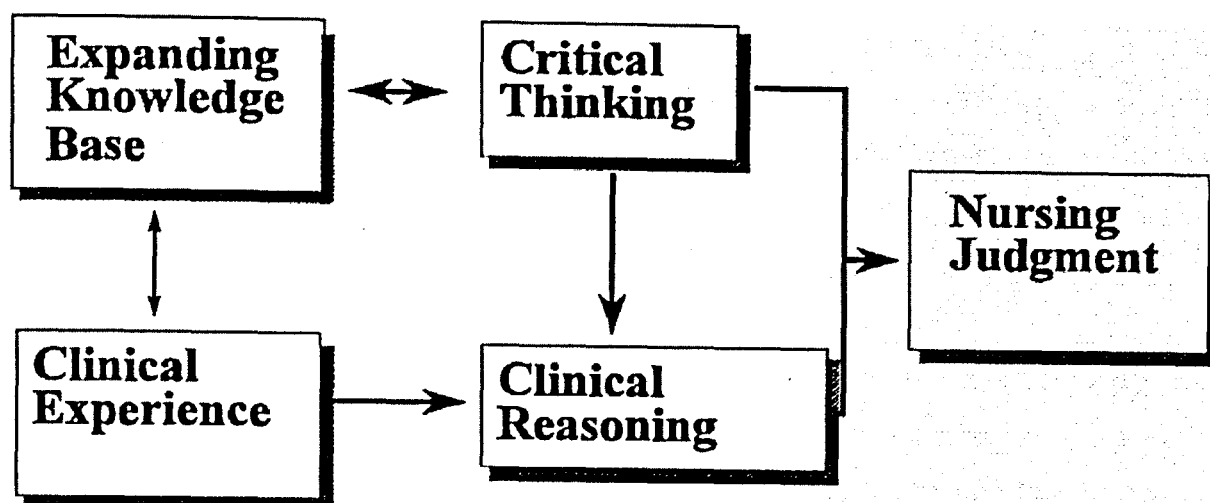 Expanding
Knowledge
Base
Critical
Thinking
Nursing
Judgment
Clinical
Experience
Clinical
Reasoning